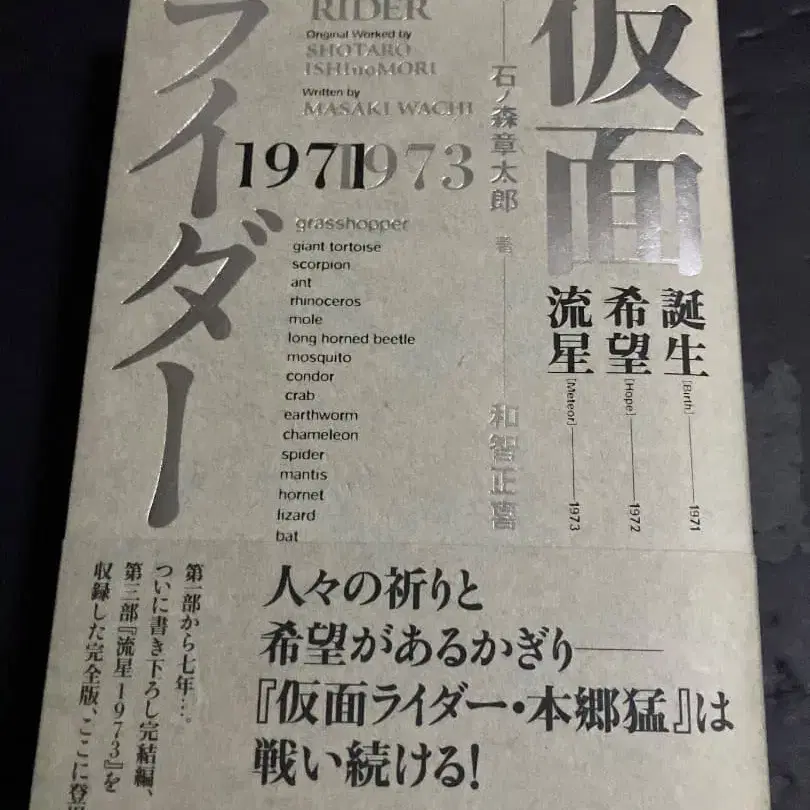 仮面
ライダー
RIDER
Original Worked by
SHOTARO
ISHInoMORI
Written by
MASAKI WACHI
1971
1973
石ノ森章太郎 著
和智正喜
誕生 [Birth] 1971
希望 [Hope] 1972
流星 [Meteor] 1973
grasshopper
giant tortoise
scorpion
ant
rhinoceros
mole
long horned beetle
mosquito
condor
crab
earthworm
chameleon
spider
mantis
hornet
lizard
bat
人々の祈りと
希望があるかぎり──
『仮面ライダー・本郷猛』は
戦い続ける!
第一部から七年…。
ついに書き下ろし完結編、
第三部『流星1973』を
収録した完全版、ここに登